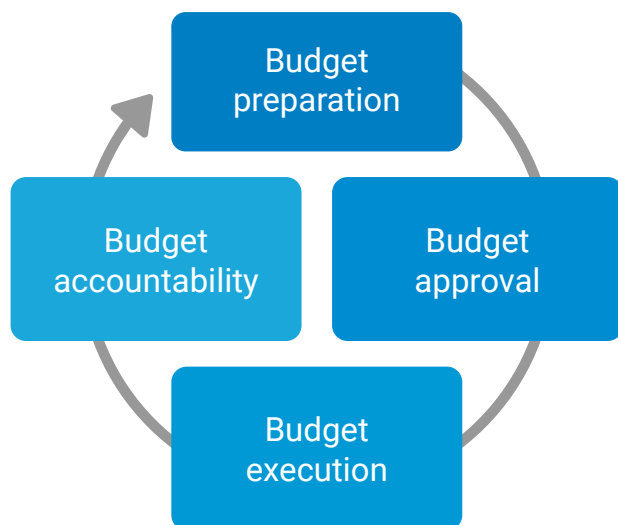 Budget
preparation
Budget
approval
Budget
execution
Budget
accountability